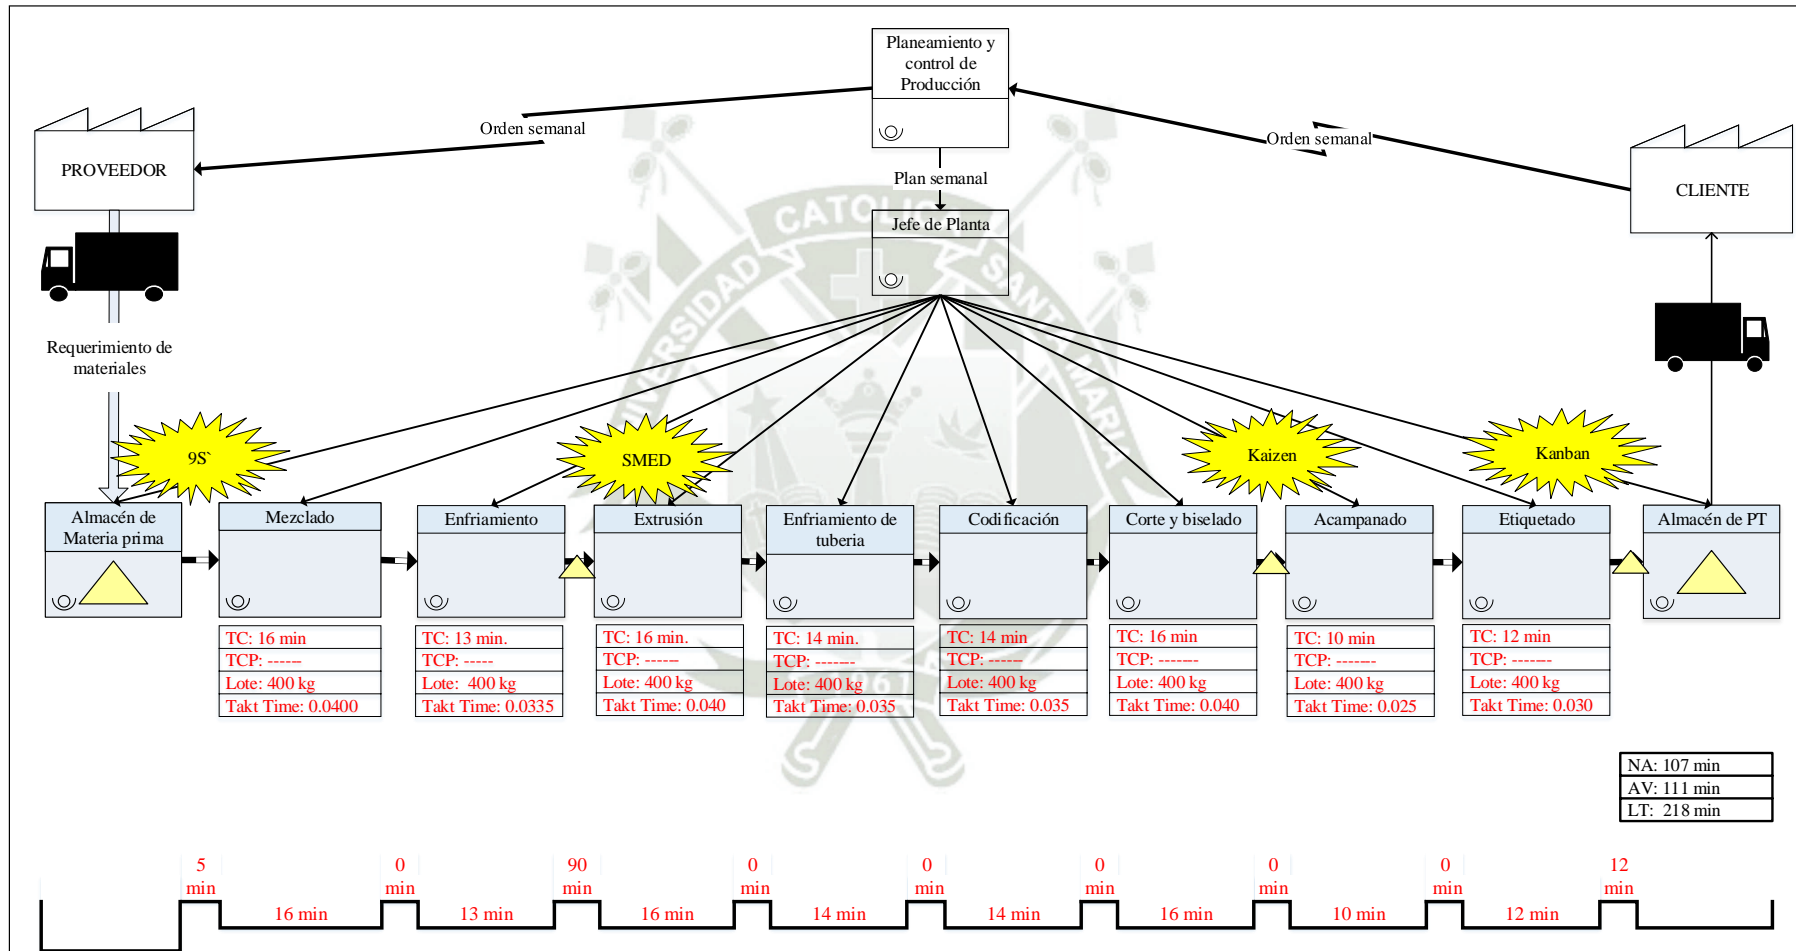 Planeamiento y
control de
Producción
Orden semanal
Orden semanal
PROVEEDOR
CLIENTE
Plan semanal
Jefe de Planta
UNIVERSIDAD
CATOLICA
SANTA MARIA
1961
Requerimiento de
materiales
9S`
SMED
Kaizen
Kanban
Almacén de
Materia prima
Mezclado
Enfriamiento
Extrusión
Enfriamiento de
tuberia
Codificación
Corte y biselado
Acampanado
Etiquetado
Almacén de PT
TC: 16 min
TCP: ------
Lote: 400 kg
Takt Time: 0.0400
TC: 13 min.
TCP: -----
Lote:  400 kg
Takt Time: 0.0335
TC: 16 min.
TCP: ------
Lote: 400 kg
Takt Time: 0.040
TC: 14 min.
TCP: -------
Lote: 400 kg
Takt Time: 0.035
TC: 14 min
TCP: ------
Lote: 400 kg
Takt Time: 0.035
TC: 16 min
TCP: -------
Lote: 400 kg
Takt Time: 0.040
TC: 10 min
TCP: -------
Lote: 400 kg
Takt Time: 0.025
TC: 12 min
TCP: -------
Lote: 400 kg
Takt Time: 0.030
NA: 107 min
AV: 111 min
LT:  218 min
5
min
0
min
90
min
0
min
0
min
0
min
0
min
0
min
12
min
16 min
13 min
16 min
14 min
14 min
16 min
10 min
12 min